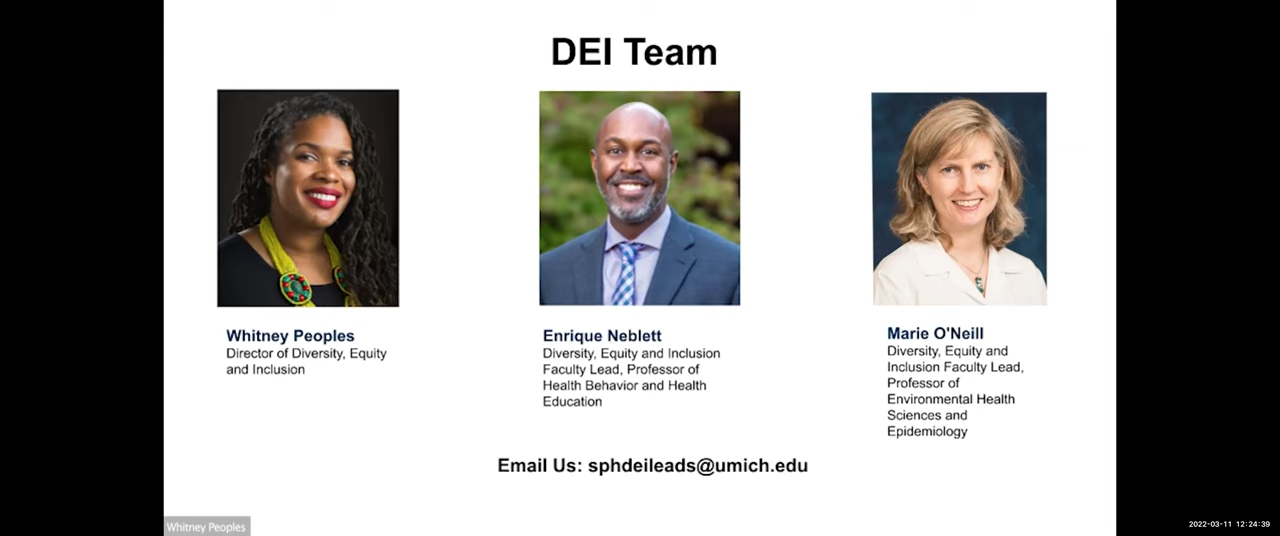 DEI Team
Whitney Peoples
Director of Diversity, Equity
and Inclusion
Enrique Neblett
Diversity, Equity and Inclusion
Faculty Lead, Professor of
Health Behavior and Health
Education
Marie O'Neill
Diversity, Equity and
Inclusion Faculty Lead,
Professor of
Environmental Health
Sciences and
Epidemiology
Email Us: sphdeileads@umich.edu
Whitney Peoples
2022-03-11 12:24:39